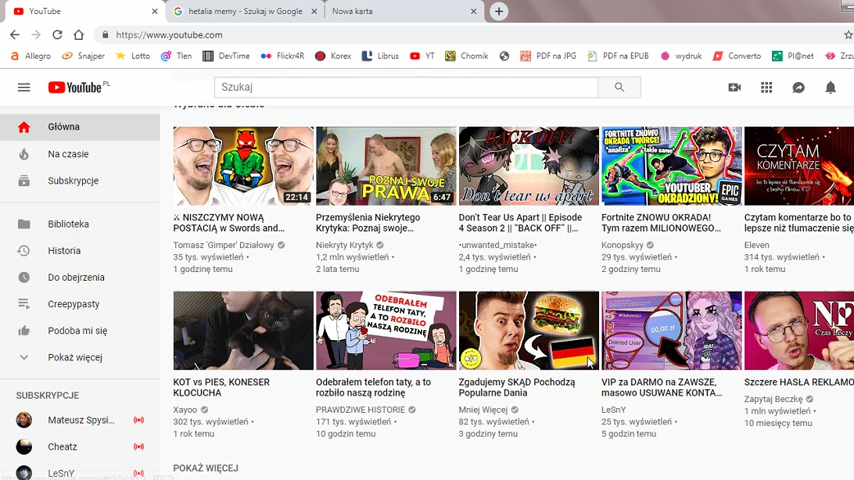 YouTube
hetalia memy - Szukaj w Google
Nowa karta
https://www.youtube.com
Allegro Snajper Lotto Tlen DevTime Flickr4R Korex Librus YT Chomik PDF na JPG PDF na EPUB wydruk Converto Pl@net Zrzu
YouTube PL
Szukaj
Główna
Na czasie
Subskrypcje
Biblioteka
Historia
Do obejrzenia
Creepypasty
Podoba mi się
Pokaż więcej
SUBSKRYPCJE
Mateusz Spysi...
Cheatz
LeSnY
Wybrane dla Ciebie
22:14
⚔ NISZCZYMY NOWĄ
POSTACIĄ w Swords and...
Tomasz 'Gimper' Działowy
35 tys. wyświetleń •
1 godzinę temu
POZNAJ SWOJE
PRAWA
6:47
Przemyślenia Niekrytego
Krytyka: Poznaj swoje...
Niekryty Krytyk
1,2 mln wyświetleń •
2 lata temu
BACK OFF!
Don't tear us apart
Don't Tear Us Apart || Episode
4 Season 2 || "BACK OFF" ||...
•unwanted_mistake•
2,4 tys. wyświetleń •
1 godzinę temu
FORTNITE ZNOWU
OKRADA TWÓRCĘ!
YOUTUBER
OKRADZIONY!
EPIC
GAMES
Fortnite ZNOWU OKRADA!
Tym razem MILIONOWEGO...
Konopskyy
29 tys. wyświetleń •
2 godziny temu
CZYTAM
KOMENTARZE
Czytam komentarze bo to
lepsze niż tłumaczenie się
Eleven
314 tys. wyświetleń
1 rok temu
KOT vs PIES, KONESER
KLOCUCHA
Xayoo
302 tys. wyświetleń •
1 rok temu
ODEBRAŁEM
TELEFON TATY,
A TO ROZBIŁO
NASZĄ RODZINĘ
Odebrałem telefon taty, a to
rozbiło naszą rodzinę
PRAWDZIWE HISTORIE
171 tys. wyświetleń •
10 godzin temu
Zgadujemy SKĄD Pochodzą
Popularne Dania
Mniej Więcej
82 tys. wyświetleń •
3 godziny temu
Wiadomości
Deleted User
00,00 zł
VIP za DARMO na ZAWSZE,
masowo USUWANE KONTA...
LeSnY
25 tys. wyświetleń •
5 godzin temu
Szczere HASŁA REKLAMO
Zapytaj Beczkę
1 mln wyświetleń •
10 miesięcy temu
POKAŻ WIĘCEJ